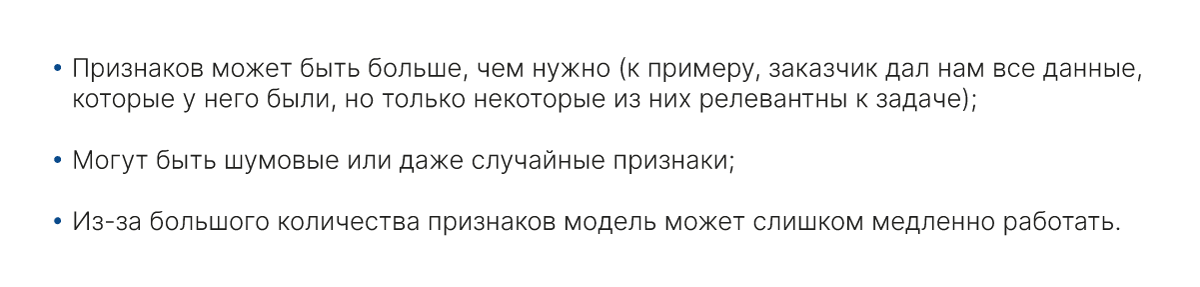 • Признаков может быть больше, чем нужно (к примеру, заказчик дал нам все данные,
которые у него были, но только некоторые из них релевантны к задаче);
• Могут быть шумовые или даже случайные признаки;
• Из-за большого количества признаков модель может слишком медленно работать.